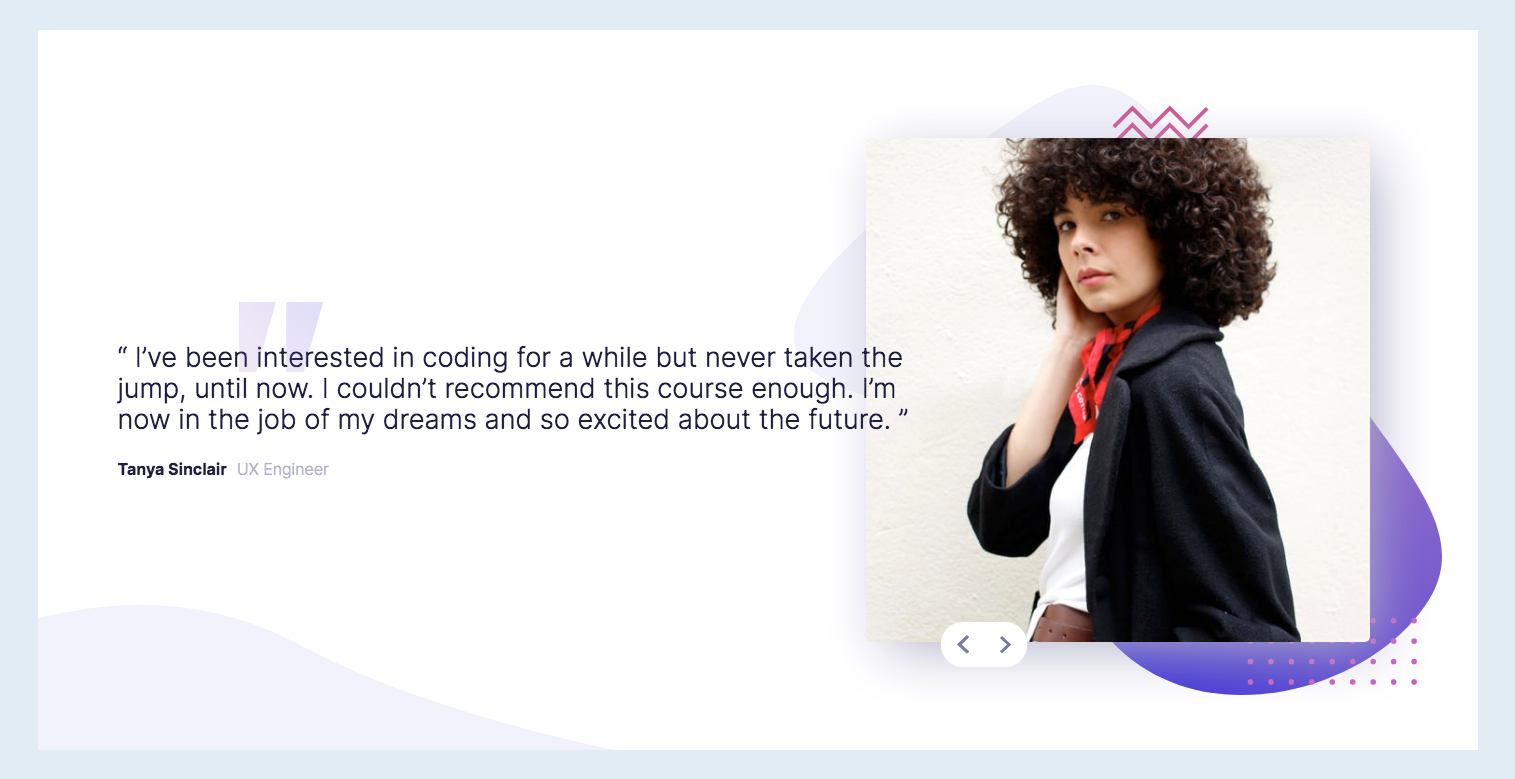 “ I’ve been interested in coding for a while but never taken the
jump, until now. I couldn’t recommend this course enough. I’m
now in the job of my dreams and so excited about the future. ”
Tanya Sinclair UX Engineer